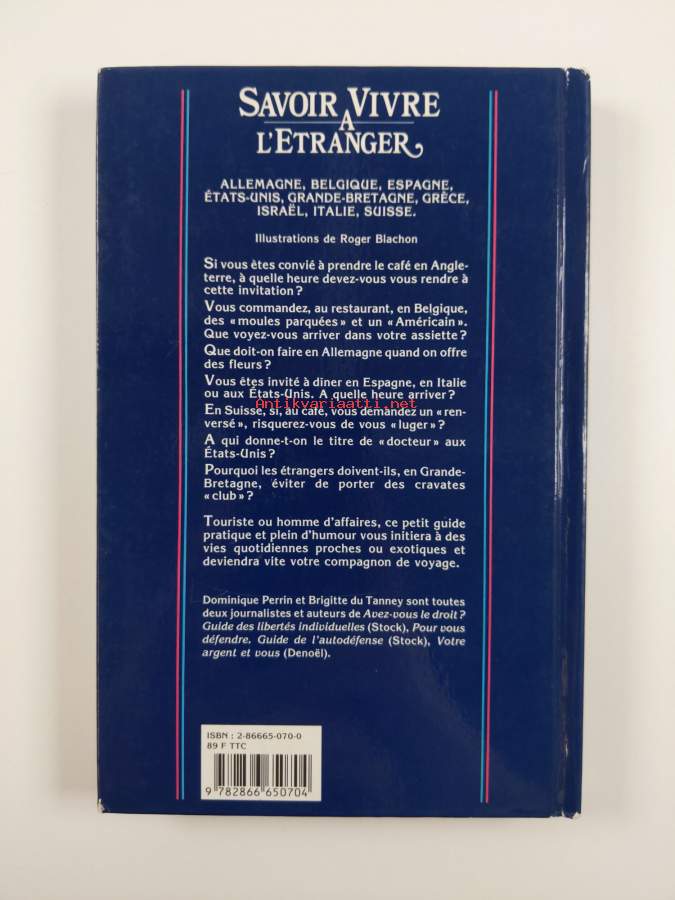 SAVOIR VIVRE
A
L'ETRANGER
ALLEMAGNE, BELGIQUE, ESPAGNE,
ÉTATS-UNIS, GRANDE-BRETAGNE, GRÈCE,
ISRAËL, ITALIE, SUISSE.
Illustrations de Roger Blachon
Si vous êtes convié à prendre le café en Angle-
terre, à quelle heure devez-vous vous rendre à
cette invitation ?
Vous commandez, au restaurant, en Belgique,
des « moules parquées » et un « Américain ».
Que voyez-vous arriver dans votre assiette ?
Que doit-on faire en Allemagne quand on offre
des fleurs ?
Vous êtes invité à dîner en Espagne, en Italie
ou aux États-Unis. A quelle heure arriver ?
Antikvariaatti.net
En Suisse, si, au café, vous demandez un « ren-
versé », risquerez-vous de vous « luger » ?
A qui donne-t-on le titre de « docteur » aux
États-Unis ?
Pourquoi les étrangers doivent-ils, en Grande-
Bretagne, éviter de porter des cravates
« club » ?
Touriste ou homme d'affaires, ce petit guide
pratique et plein d'humour vous initiera à des
vies quotidiennes proches ou exotiques et
deviendra vite votre compagnon de voyage.
Dominique Perrin et Brigitte du Tanney sont toutes
deux journalistes et auteurs de Avez-vous le droit ?
Guide des libertés individuelles (Stock), Pour vous
défendre. Guide de l'autodéfense (Stock), Votre
argent et vous (Denoël).
ISBN : 2-86665-070-0
89 F TTC
9 782866 650704